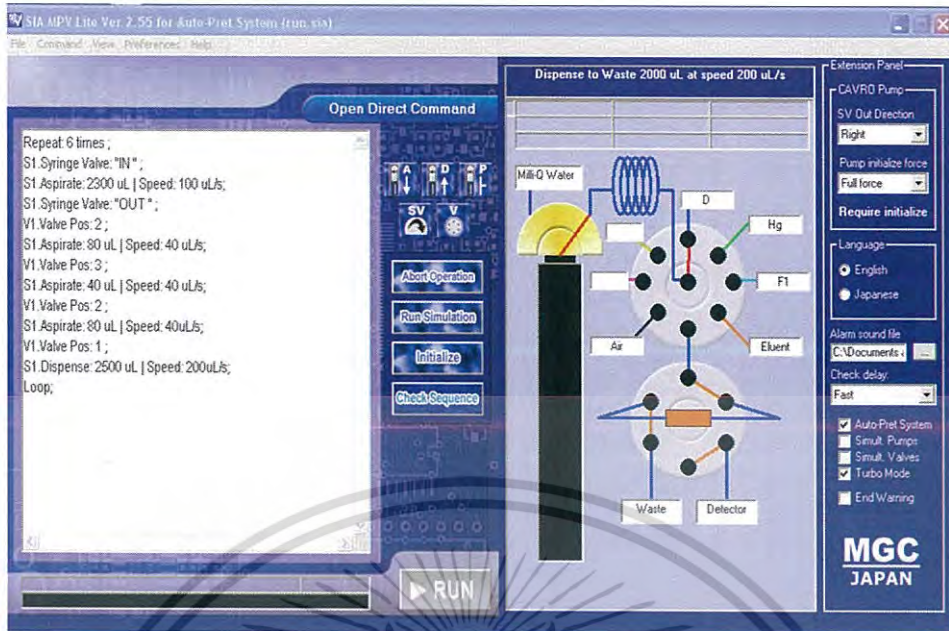 SIA MPV Lite Ver 2.55 for Auto-Pret System (run.sia)
File Command View Preferences Help
Open Direct Command
Repeat: 6 times ;
S1.Syringe Valve: "IN" ;
S1.Aspirate: 2300 uL | Speed: 100 uL/s;
S1.Syringe Valve: "OUT" ;
V1.Valve Pos: 2 ;
S1.Aspirate: 80 uL | Speed: 40 uL/s;
V1.Valve Pos: 3 ;
S1.Aspirate: 40 uL | Speed: 40 uL/s;
V1.Valve Pos: 2 ;
S1.Aspirate: 80 uL | Speed: 40uL/s;
V1.Valve Pos: 1 ;
S1.Dispense: 2500 uL | Speed: 200uL/s;
Loop;
A D P
SV V
Abort Operation
Run Simulation
Initialize
Check Sequence
RUN
Dispense to Waste 2000 uL at speed 200 uL/s
Milli-Q Water
D
Hg
F1
Air
Eluent
Waste
Detector
Extension Panel
CAVRO Pump
SV Out Direction
Right
Pump initialize force
Full force
Require initialize
Language
English
Japanese
Alarm sound file
C:\Documents
...
Check delay:
Fast
Auto-Pret System
Simult. Pumps
Simult. Valves
Turbo Mode
End Warning
MGC
JAPAN